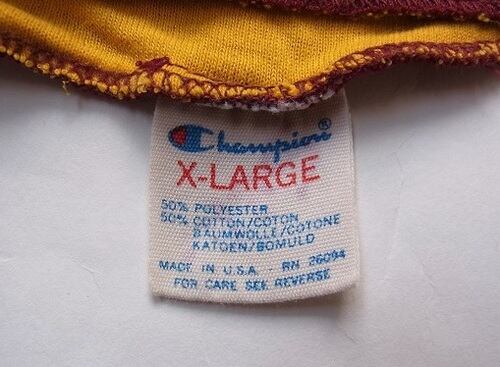 Champion®
X-LARGE
50% POLYESTER
50% COTTON/COTON
BAUMWOLLE/COTONE
KATOEN/BOMULD
MADE IN U.S.A. - RN 26094
FOR CARE SEE REVERSE